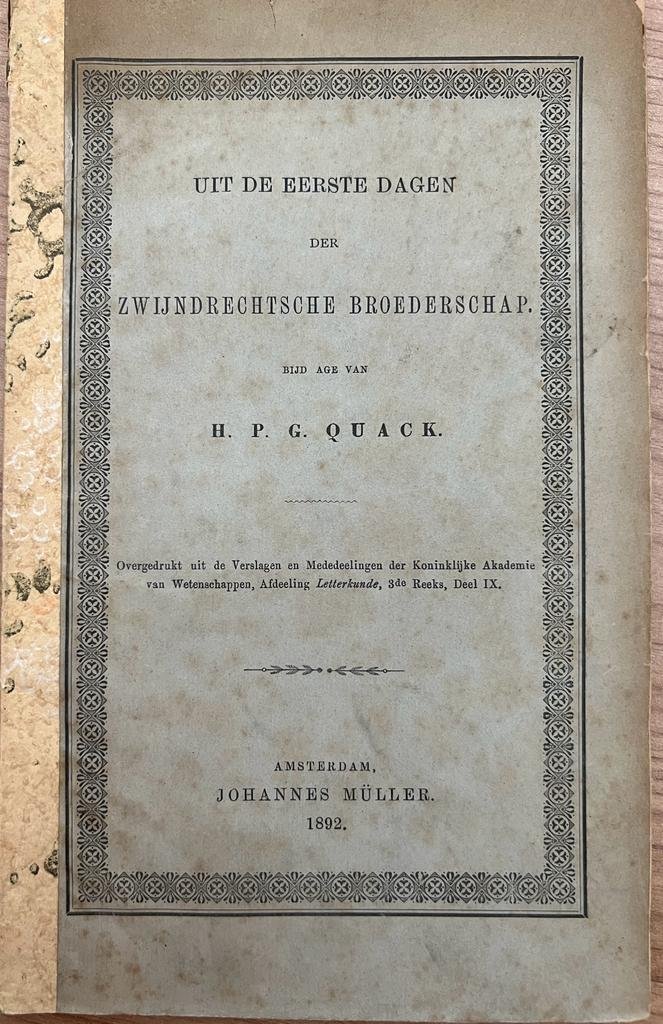 UIT DE EERSTE DAGEN
DER
ZWIJNDRECHTSCHE BROEDERSCHAP.
BIJD AGE VAN
H. P. G. QUACK.
Overgedrukt uit de Verslagen en Mededeelingen der Koninklijke Akademie
van Wetenschappen, Afdeeling Letterkunde, 3de Reeks, Deel IX.
AMSTERDAM,
JOHANNES MÜLLER.
1892.